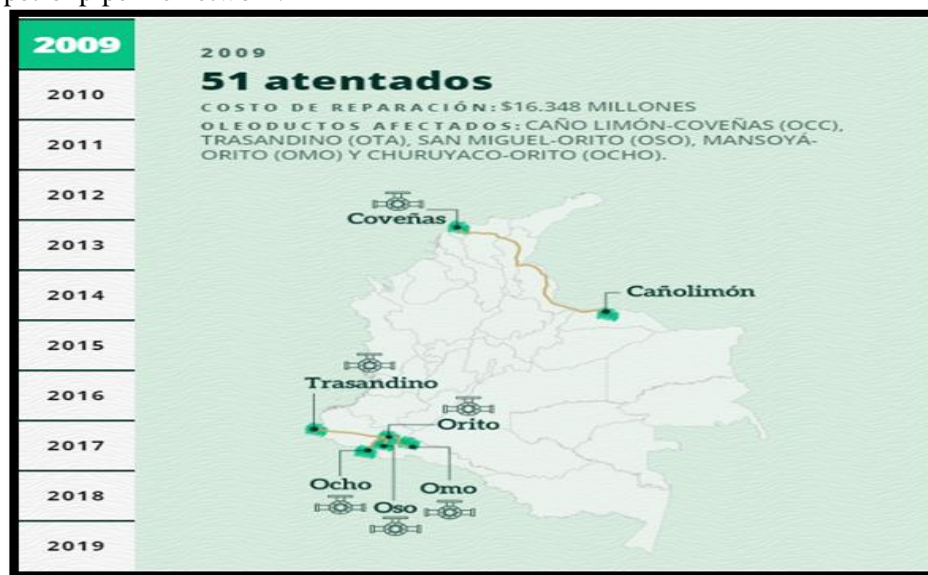 2009
2010
2011
2012
2013
2014
2015
2016
2017
2018
2019
2009
51 atentados
COSTO DE REPARACIÓN: $16.348 MILLONES
OLEODUCTOS AFECTADOS: CAÑO LIMÓN-COVEÑAS (OCC),
TRASANDINO (OTA), SAN MIGUEL-ORITO (OSO), MANSOYÁ-
ORITO (OMO) Y CHURUYACO-ORITO (OCHO).
Coveñas
Cañolimón
Trasandino
Orito
Ocho
Omo
Oso